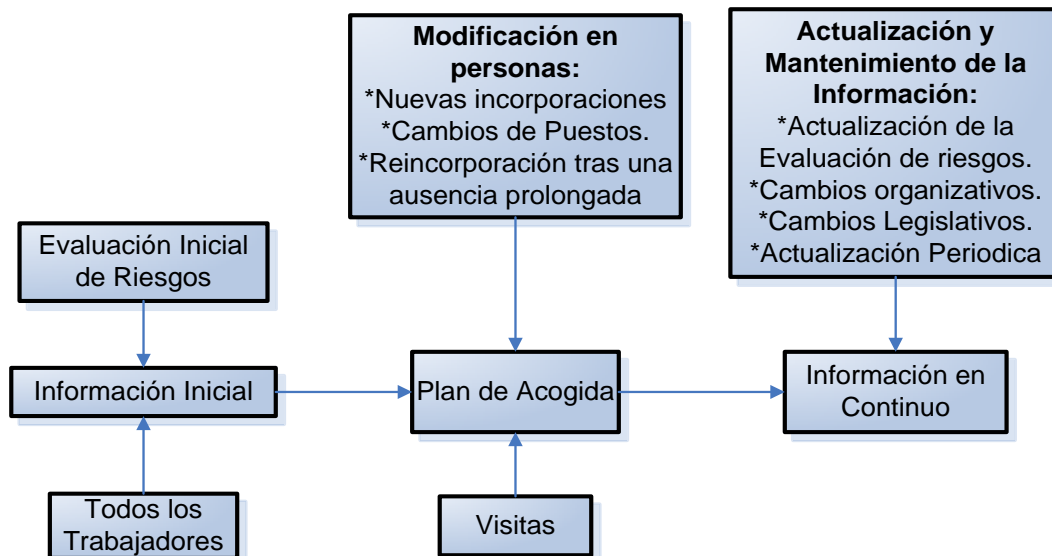 Modificación en
personas:
*Nuevas incorporaciones
*Cambios de Puestos.
*Reincorporación tras una
ausencia prolongada
Actualización y
Mantenimiento de la
Información:
*Actualización de la
Evaluación de riesgos.
*Cambios organizativos.
*Cambios Legislativos.
*Actualización Periodica
Evaluación Inicial
de Riesgos
Información Inicial
Plan de Acogida
Información en
Continuo
Todos los
Trabajadores
Visitas